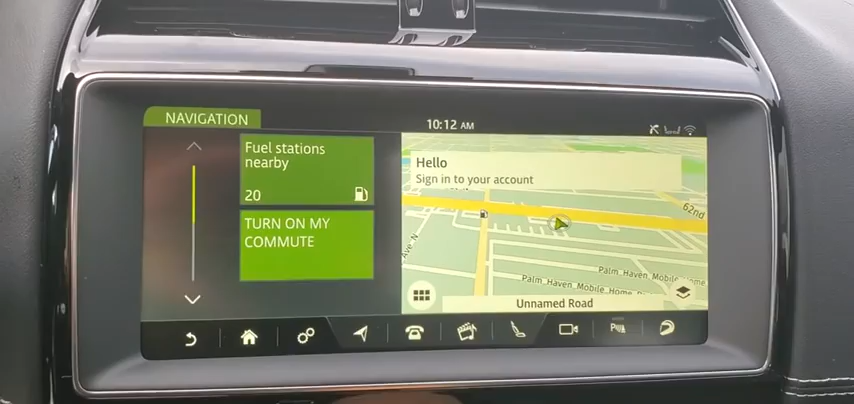 NAVIGATION
10:12 AM
Fuel stations
nearby
20
TURN ON MY
COMMUTE
Hello
Sign in to your account
62nd
Ave N
Palm Haven Mobile Home
Palm Haven Mobile Home
Unnamed Road